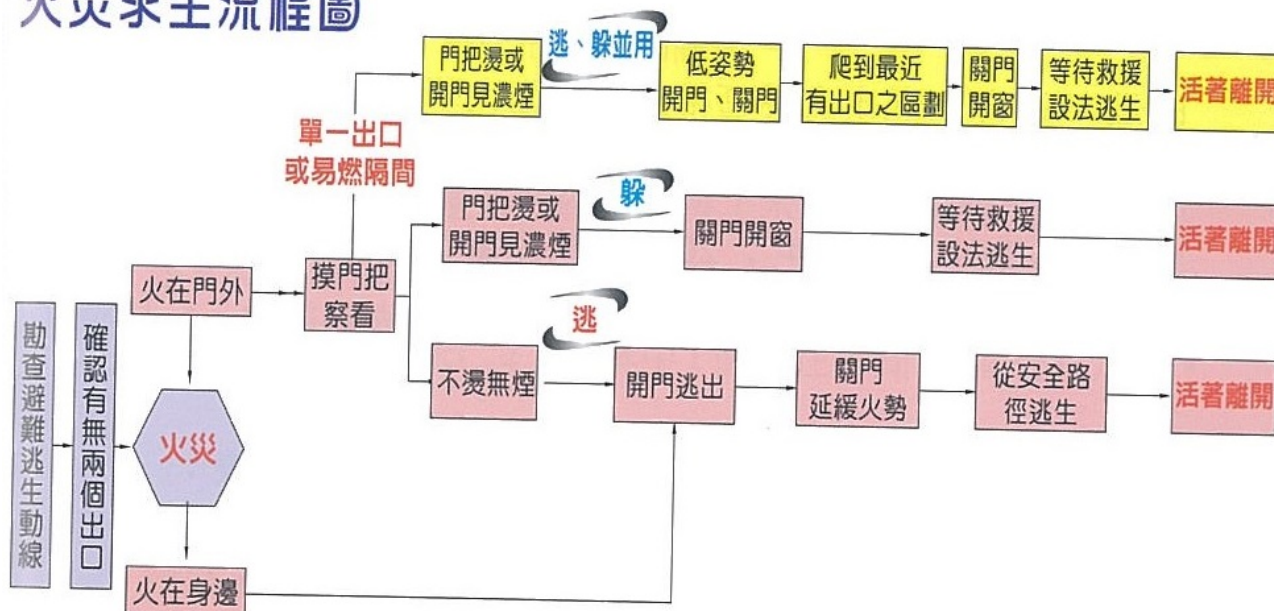 火災求生流程圖
逃、躲並用
門把燙或
開門見濃煙
低姿勢
開門、關門
爬到最近
有出口之區劃
關門
開窗
等待救援
設法逃生
活著離開
單一出口
或易燃隔間
躲
門把燙或
開門見濃煙
關門開窗
等待救援
設法逃生
活著離開
火在門外
摸門把
察看
逃
不燙無煙
開門逃出
關門
延緩火勢
從安全路
徑逃生
活著離開
勘查避難逃生動線
確認有無兩個出口
火災
火在身邊